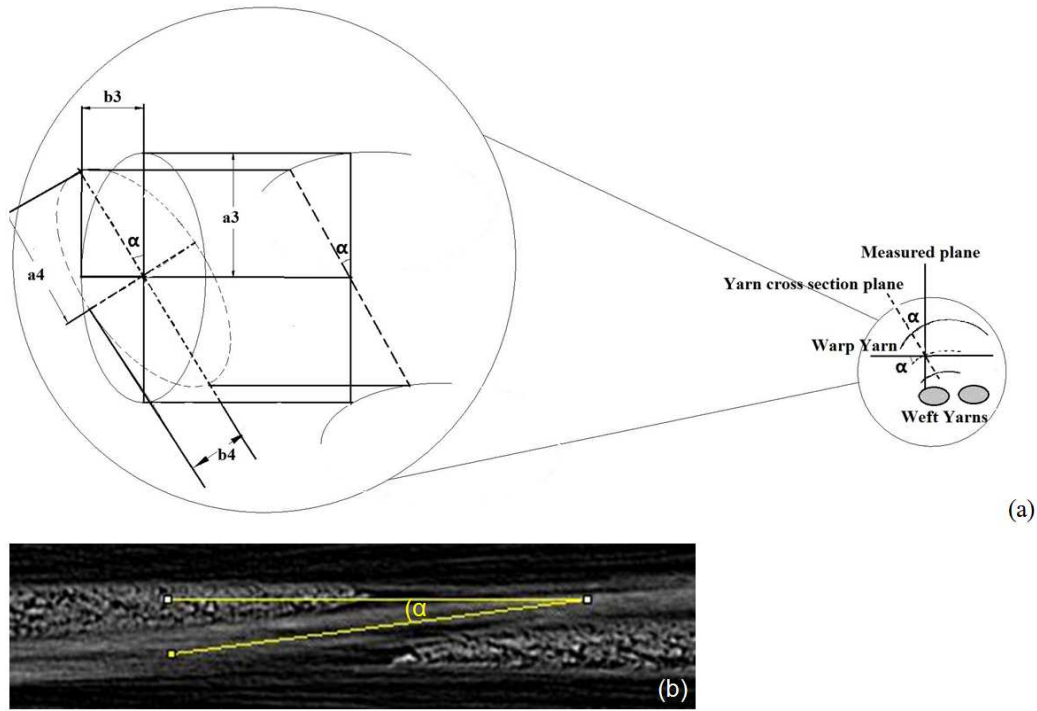 b3
a3
α
α
a4
b4
Measured plane
Yarn cross section plane
α
Warp Yarn
α
Weft Yarns
(a)
α
(b)